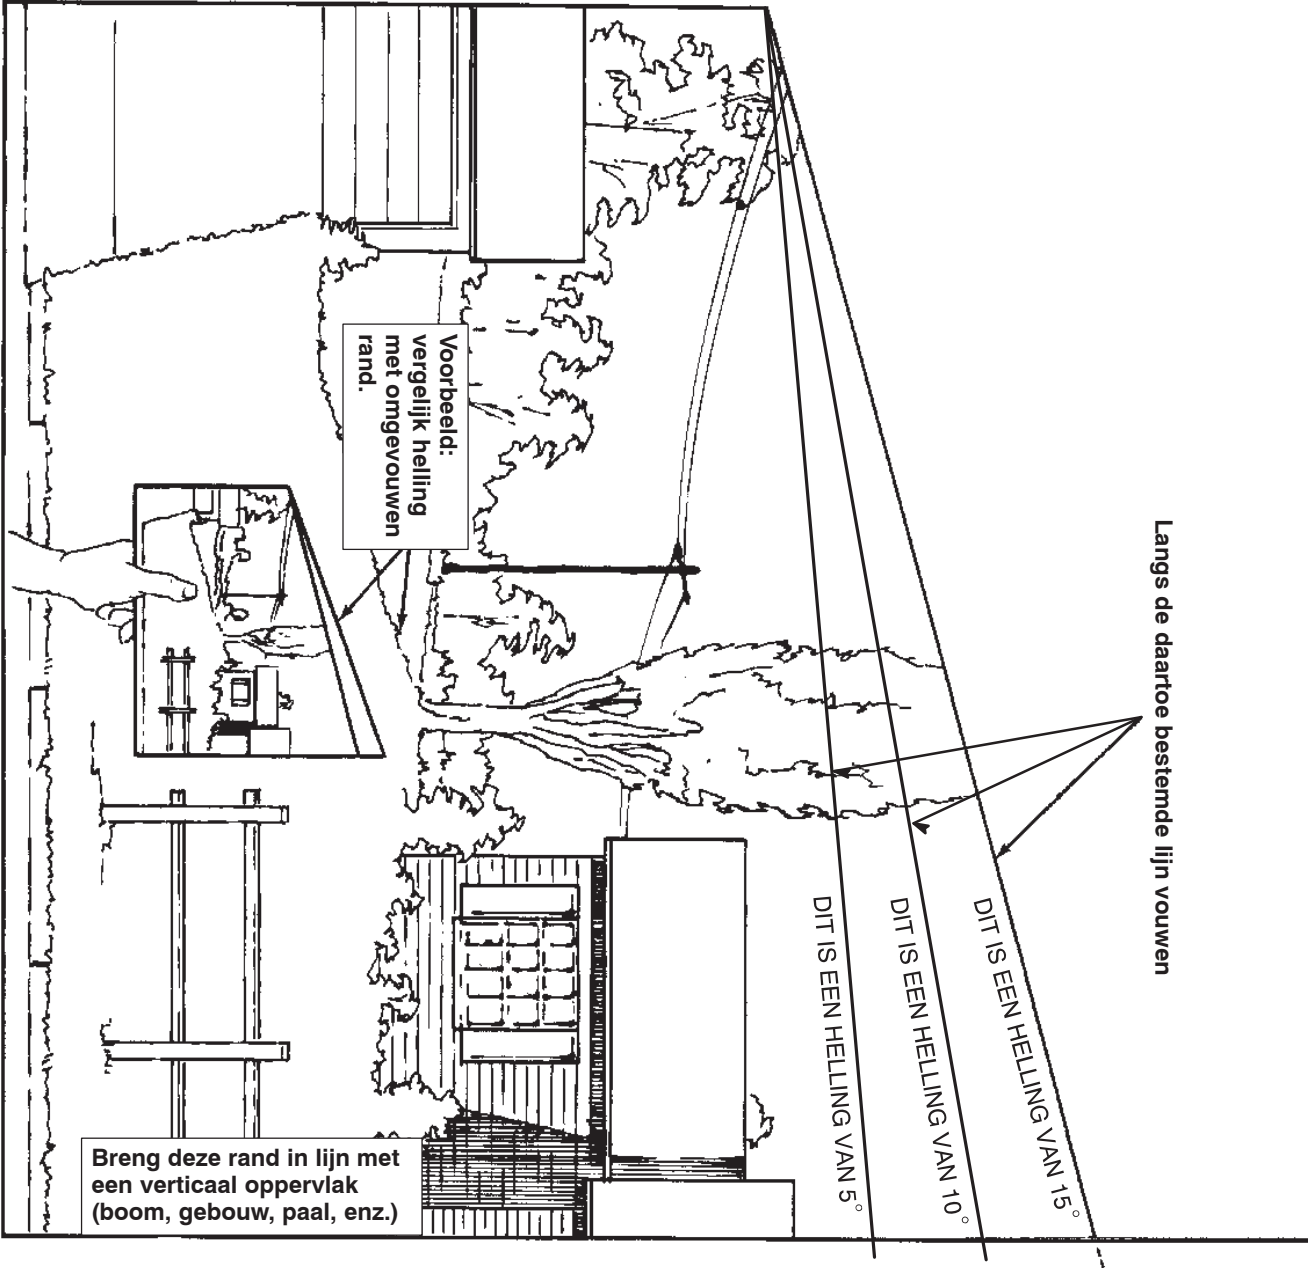 Langs de daartoe bestemde lijn vouwen
DIT IS EEN HELLING VAN 15°
DIT IS EEN HELLING VAN 10°
DIT IS EEN HELLING VAN 5°
Voorbeeld:
vergelijk helling
met omgevouwen
rand.
Breng deze rand in lijn met
een verticaal oppervlak
(boom, gebouw, paal, enz.)